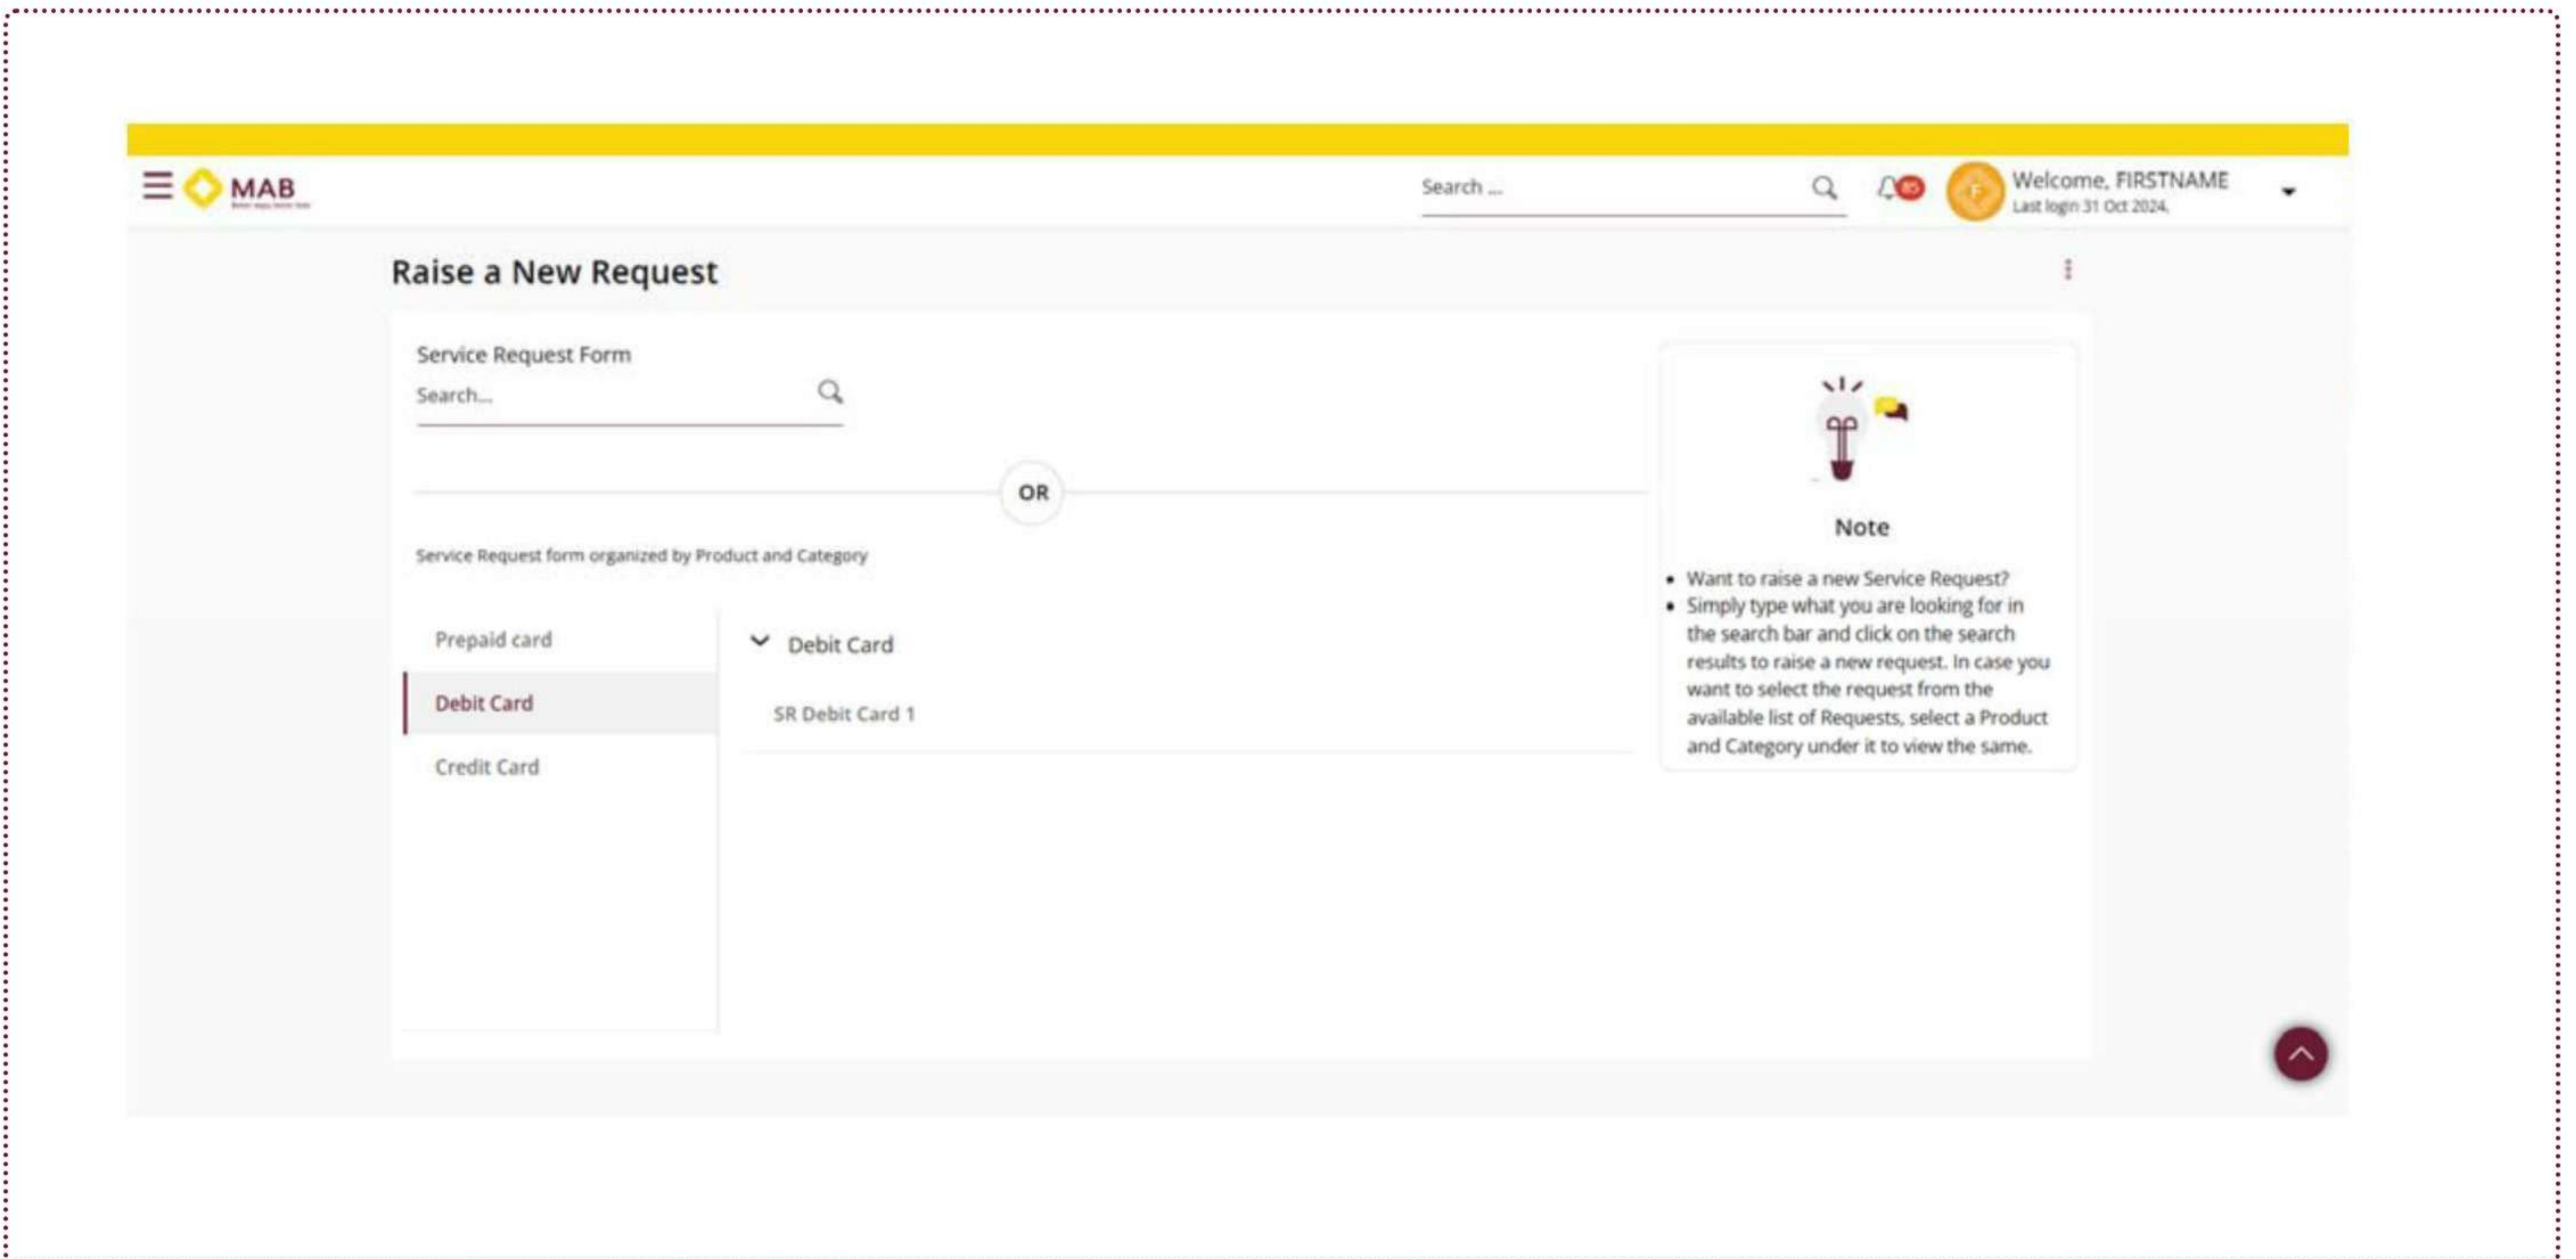 MAB
Search ...
Welcome, FIRSTNAME
Last login 31 Oct 2024.
Raise a New Request
Service Request Form
Search...
OR
Service Request form organized by Product and Category
Prepaid card
Debit Card
Credit Card
Debit Card
SR Debit Card 1
Note
• Want to raise a new Service Request?
• Simply type what you are looking for in
the search bar and click on the search
results to raise a new request. In case you
want to select the request from the
available list of Requests, select a Product
and Category under it to view the same.